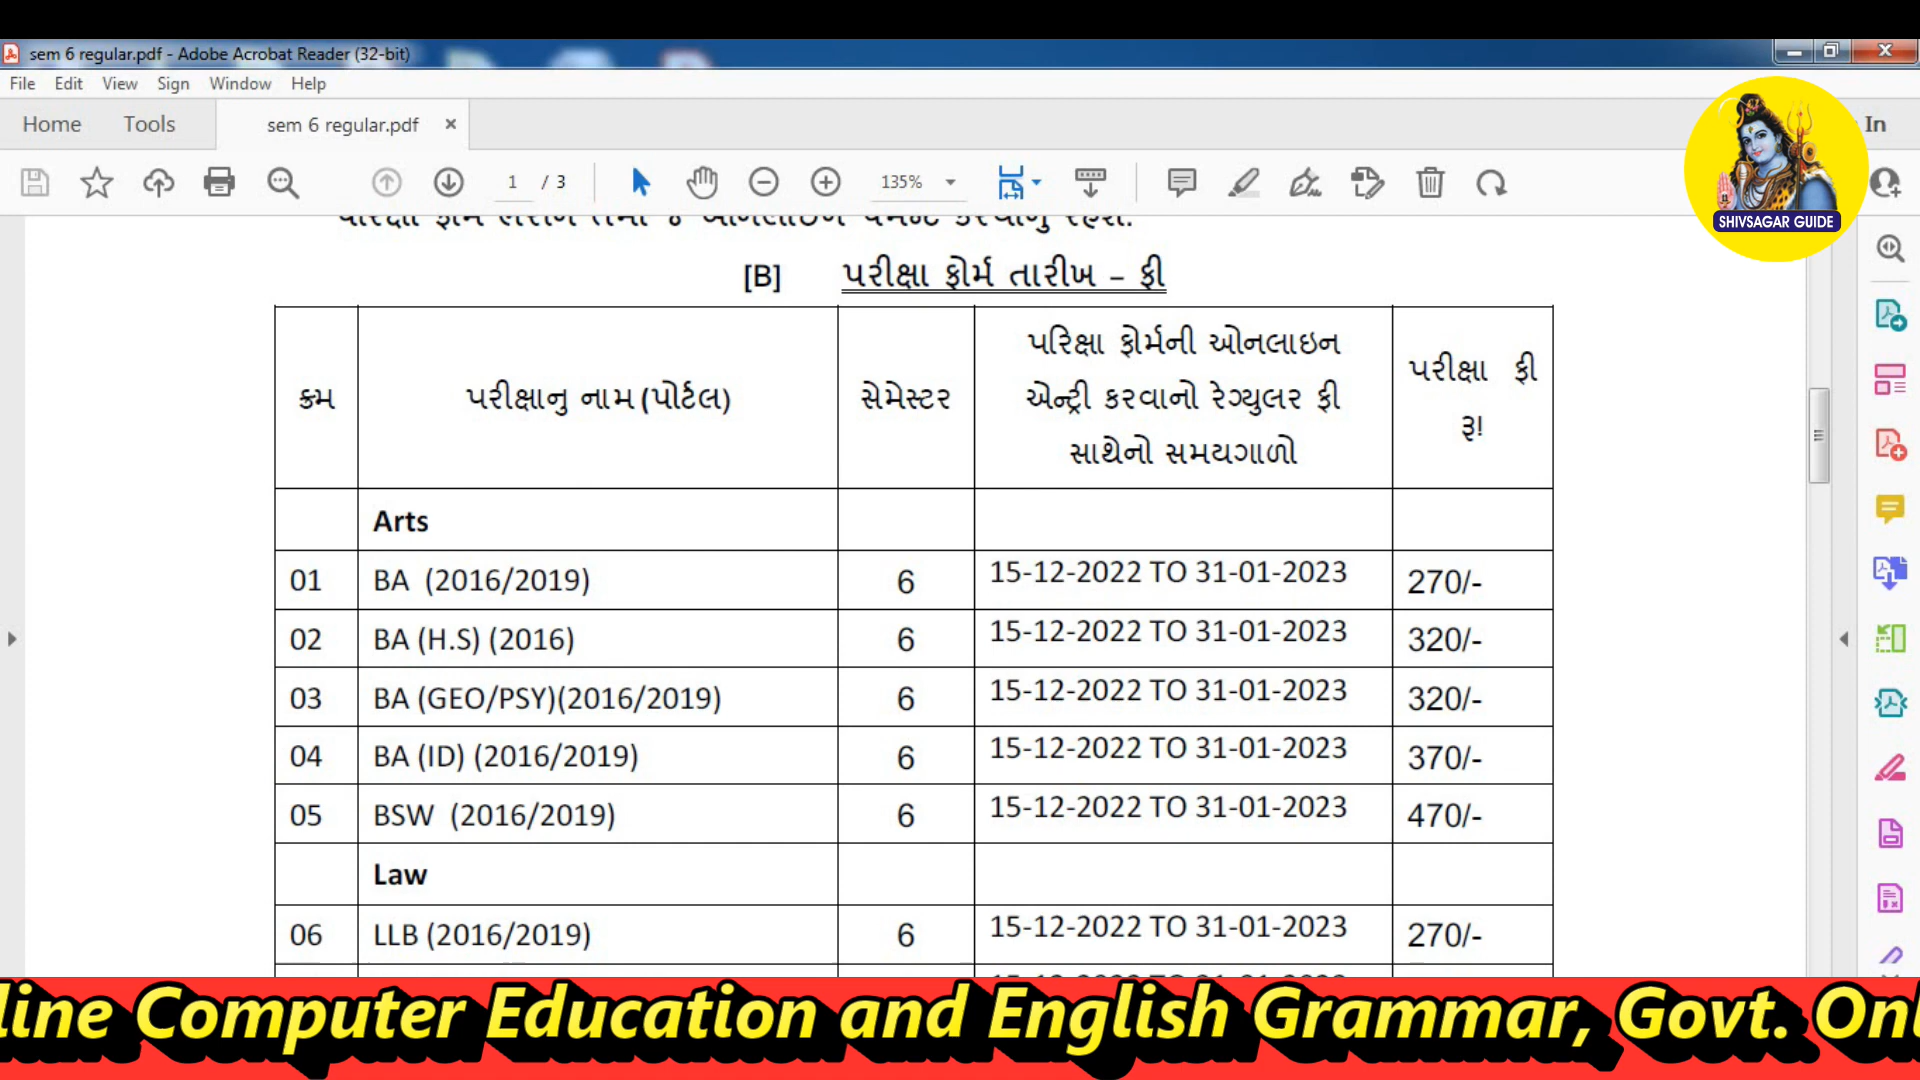 sem 6 regular.pdf - Adobe Acrobat Reader (32-bit)
File Edit View Sign Window Help
Home Tools sem 6 regular.pdf × In
1 / 3 135%
SHIVSAGAR GUIDE
[B] પરીક્ષા ફોર્મ તારીખ – ફી
ક્રમ પરીક્ષાનુ નામ (પોર્ટલ) સેમેસ્ટર પરિક્ષા ફોર્મની ઓનલાઇન એન્ટ્રી કરવાનો રેગ્યુલર ફી સાથેનો સમયગાળો પરીક્ષા ફી રૂ!
Arts
01 BA (2016/2019) 6 15-12-2022 TO 31-01-2023 270/-
02 BA (H.S) (2016) 6 15-12-2022 TO 31-01-2023 320/-
03 BA (GEO/PSY)(2016/2019) 6 15-12-2022 TO 31-01-2023 320/-
04 BA (ID) (2016/2019) 6 15-12-2022 TO 31-01-2023 370/-
05 BSW (2016/2019) 6 15-12-2022 TO 31-01-2023 470/-
Law
06 LLB (2016/2019) 6 15-12-2022 TO 31-01-2023 270/-
line Computer Education and English Grammar, Govt. Onl